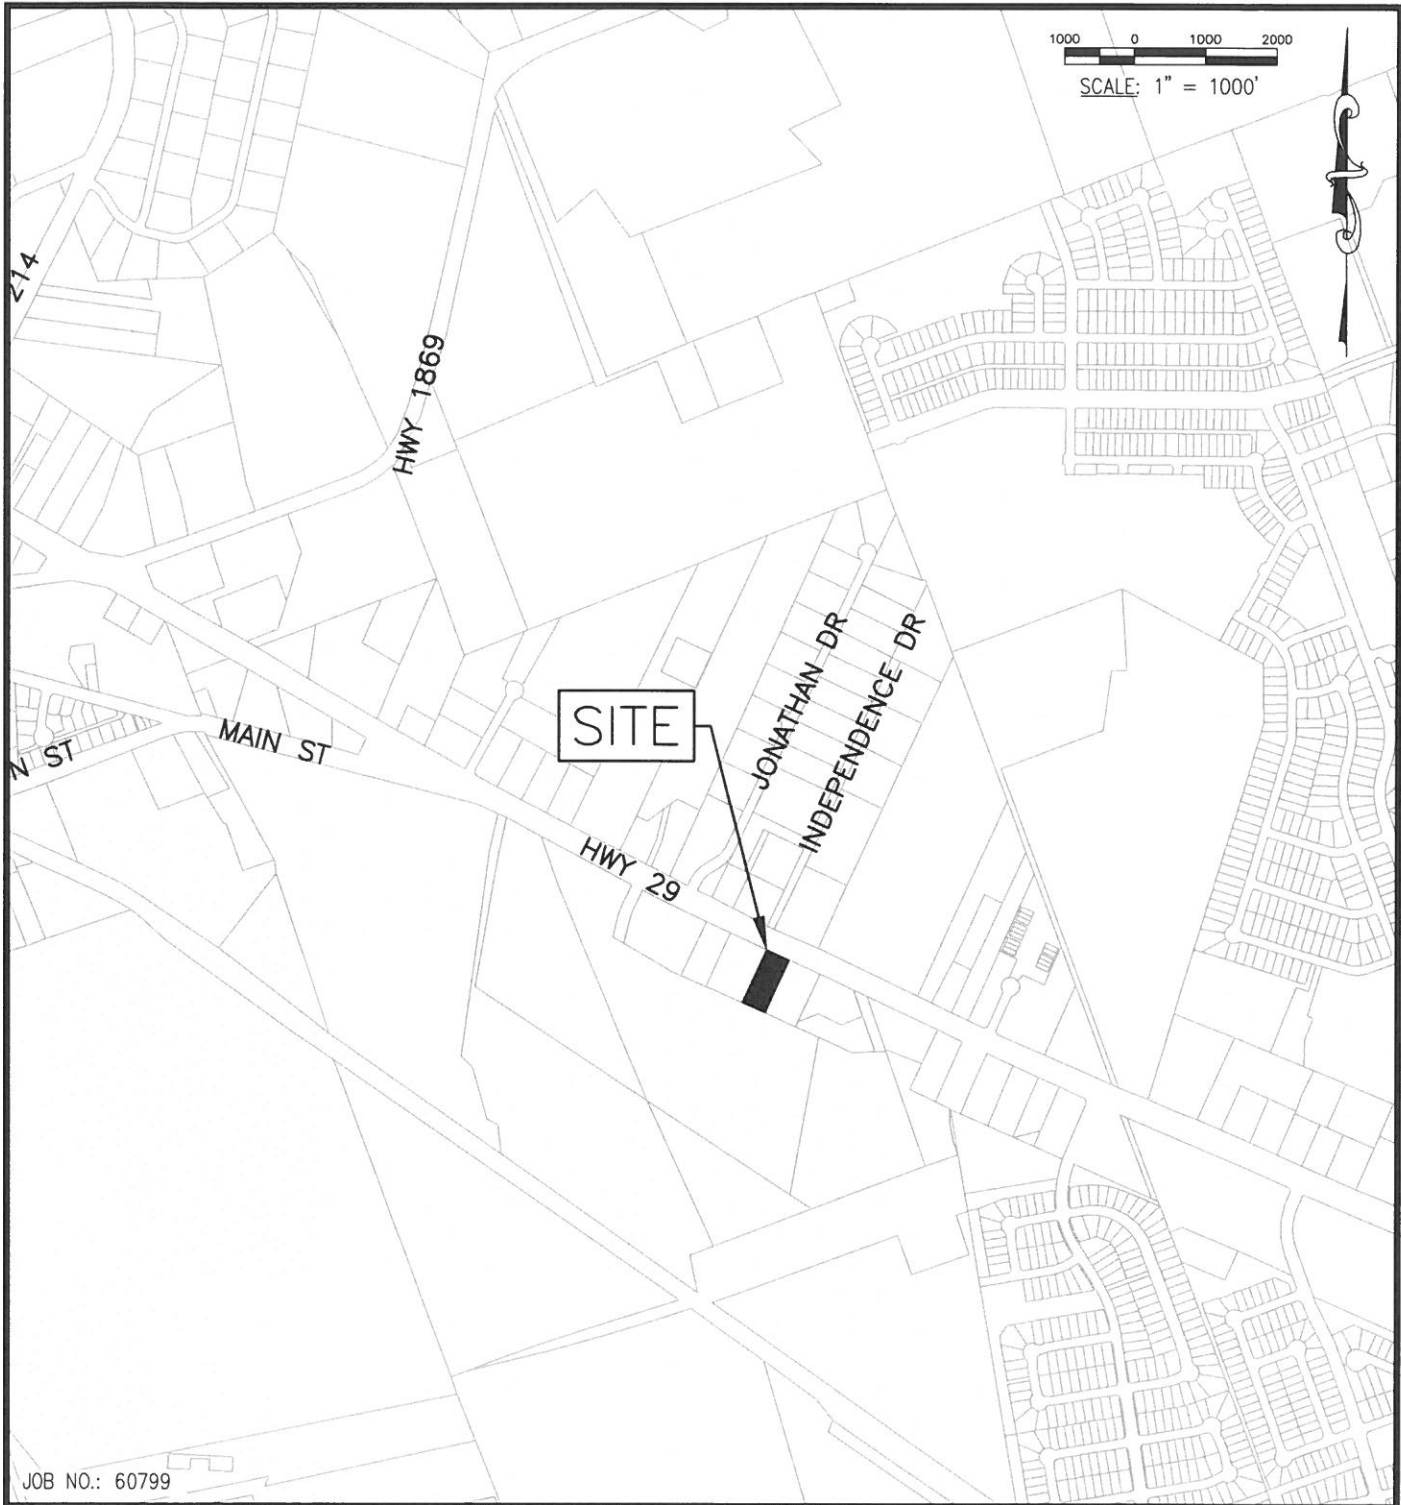 1000 0 1000 2000
SCALE: 1" = 1000'
214
HWY 1869
JONATHAN DR
INDEPENDENCE DR
SITE
MAIN ST
N ST
HWY 29
JOB NO.: 60799